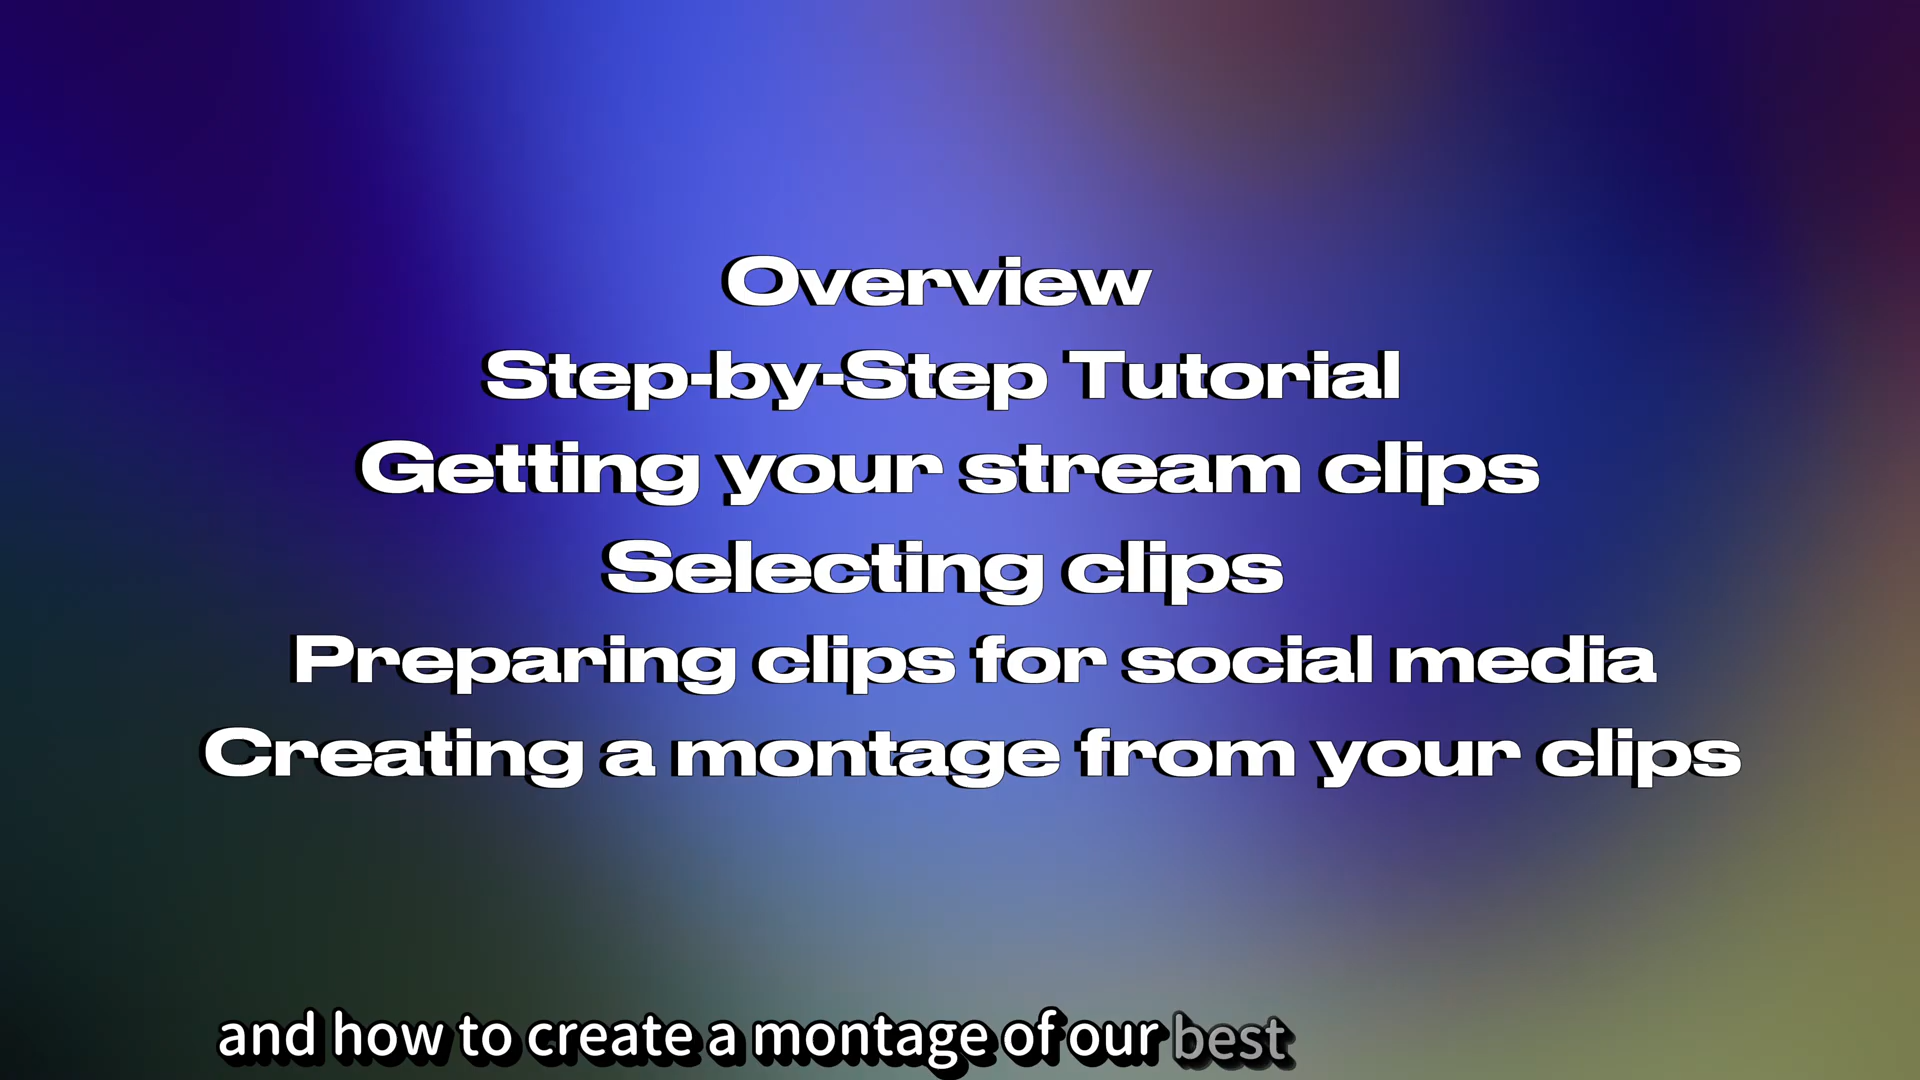 Overview
Step-by-Step Tutorial
Getting your stream clips
Selecting clips
Preparing clips for social media
Creating a montage from your clips
and how to create a montage of our best